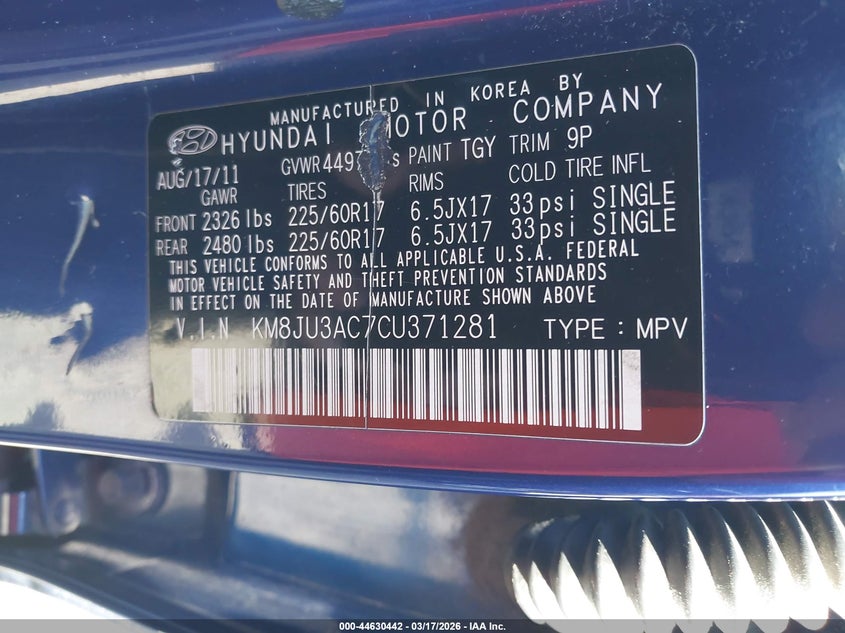 MANUFACTURED IN KOREA BY
HYUNDAI MOTOR COMPANY
AUG/17/11 GVWR 4497 PAINT TGY TRIM 9P
GAWR TIRES RIMS COLD TIRE INFL
FRONT 2326 lbs 225/60R17 6.5JX17 33psi SINGLE
REAR 2480 lbs 225/60R17 6.5JX17 33psi SINGLE
THIS VEHICLE CONFORMS TO ALL APPLICABLE U.S.A. FEDERAL
MOTOR VEHICLE SAFETY AND THEFT PREVENTION STANDARDS
IN EFFECT ON THE DATE OF MANUFACTURE SHOWN ABOVE
V.I.N KM8JU3AC7CU371281 TYPE : MPV
000-44630442 - 03/17/2026 - IAA Inc.